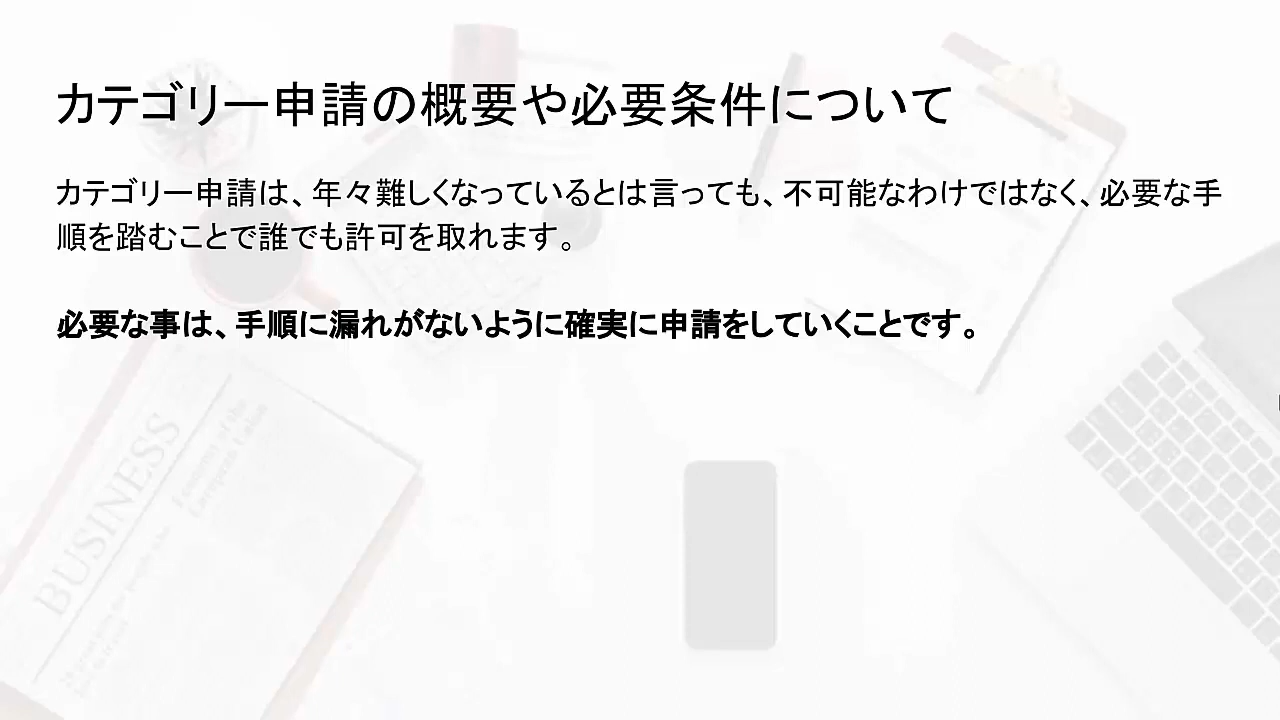 カテゴリー申請の概要や必要条件について
カテゴリー申請は、年々難しくなっているとは言っても、不可能なわけではなく、必要な手
順を踏むことで誰でも許可を取れます。
必要な事は、手順に漏れがないように確実に申請をしていくことです。
BUSINESS